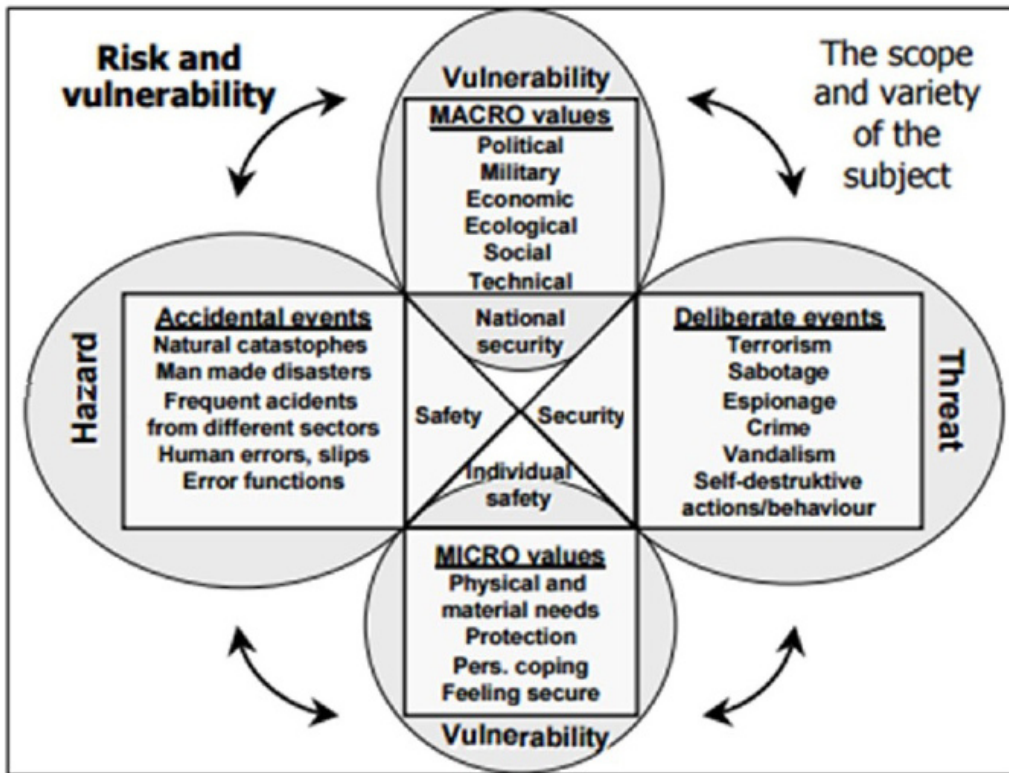 Risk and
vulnerability
The scope
and variety
of the
subject
Vulnerability
MACRO values
Political
Military
Economic
Ecological
Social
Technical
National
security
Hazard
Accidental events
Natural catastophes
Man made disasters
Frequent acidents
from different sectors
Human errors, slips
Error functions
Safety
Security
Deliberate events
Terrorism
Sabotage
Espionage
Crime
Vandalism
Self-destruktive
actions/behaviour
Threat
Individual
safety
MICRO values
Physical and
material needs
Protection
Pers. coping
Feeling secure
Vulnerability